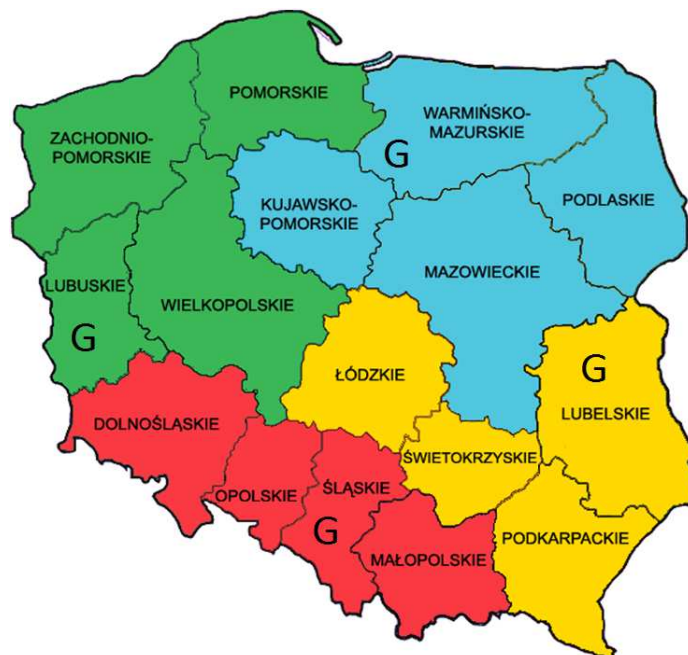 POMORSKIE
WARMIŃSKO-
MAZURSKIE
ZACHODNIO-
POMORSKIE
G
PODLASKIE
KUJAWSKO-
POMORSKIE
MAZOWIECKIE
LUBUSKIE
WIELKOPOLSKIE
G
ŁÓDZKIE
G
LUBELSKIE
DOLNOŚLĄSKIE
ŚWIETOKRZYSKIE
OPOLSKIE
ŚLĄSKIE
G
PODKARPACKIE
MAŁOPOLSKIE